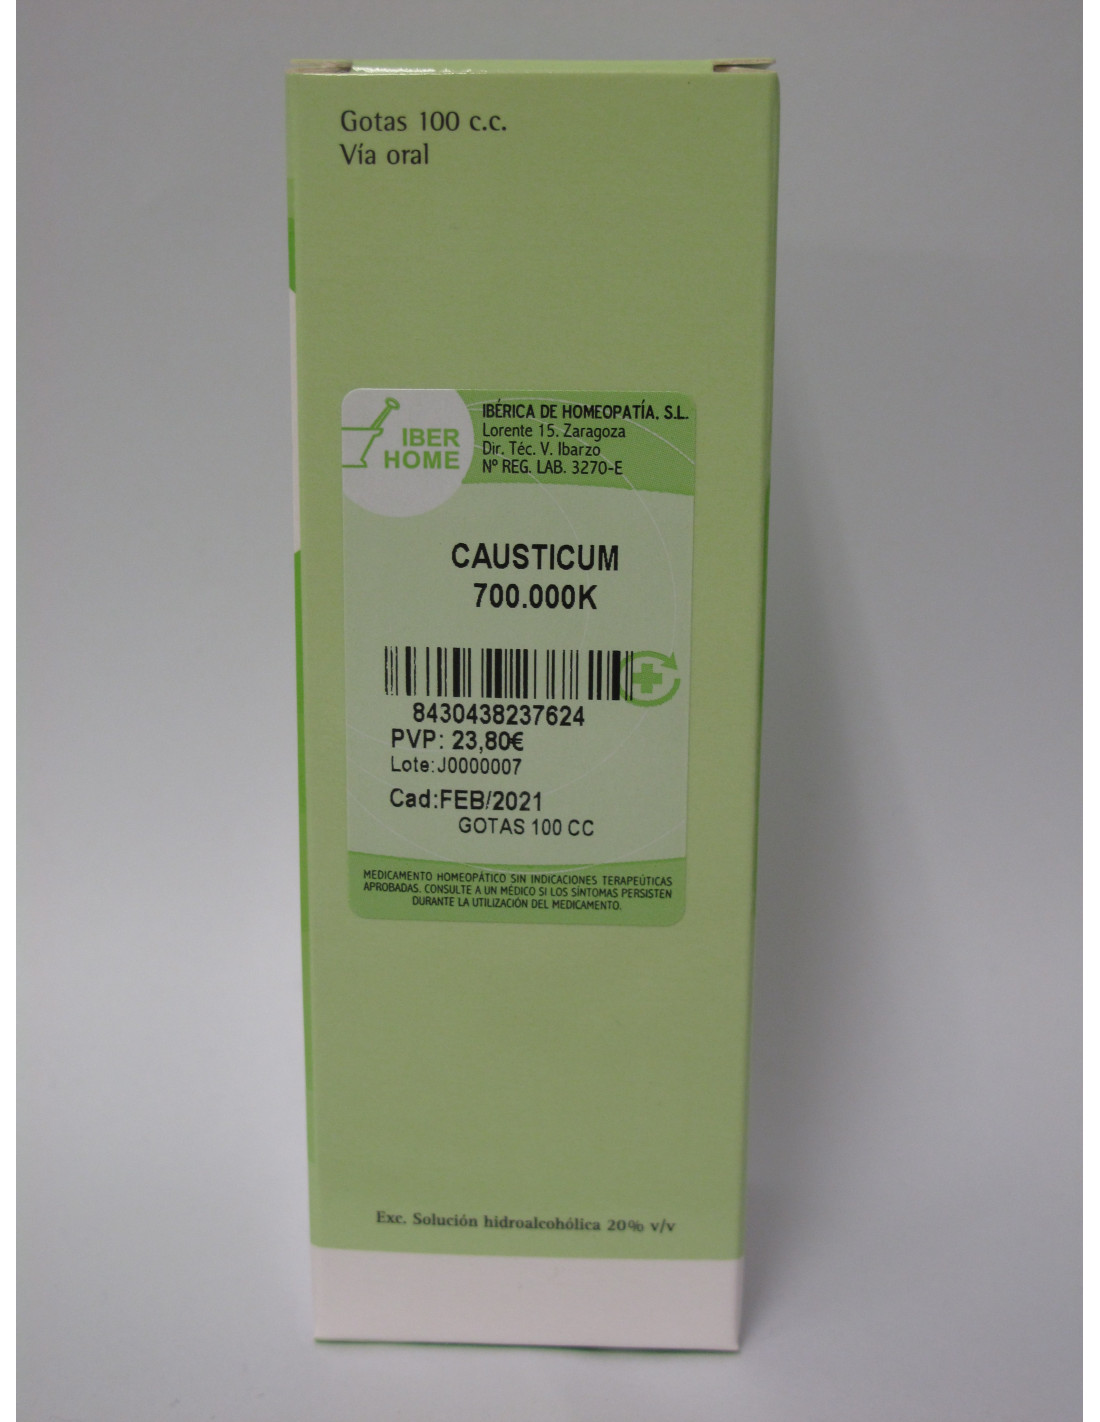 Gotas 100 c.c.
Vía oral
IBER
HOME
IBÉRICA DE HOMEOPATÍA, S.L.
Lorente 15. Zaragoza
Dir. Téc. V. Ibarzo
Nº REG. LAB. 3270-E
CAUSTICUM
700.000K
8430438237624
PVP: 23,80€
Lote:J0000007
Cad:FEB/2021
GOTAS 100 CC
MEDICAMENTO HOMEOPÁTICO SIN INDICACIONES TERAPEÚTICAS
APROBADAS. CONSULTE A UN MÉDICO SI LOS SÍNTOMAS PERSISTEN
DURANTE LA UTILIZACIÓN DEL MEDICAMENTO.
Exc. Solución hidroalcohólica 20% v/v